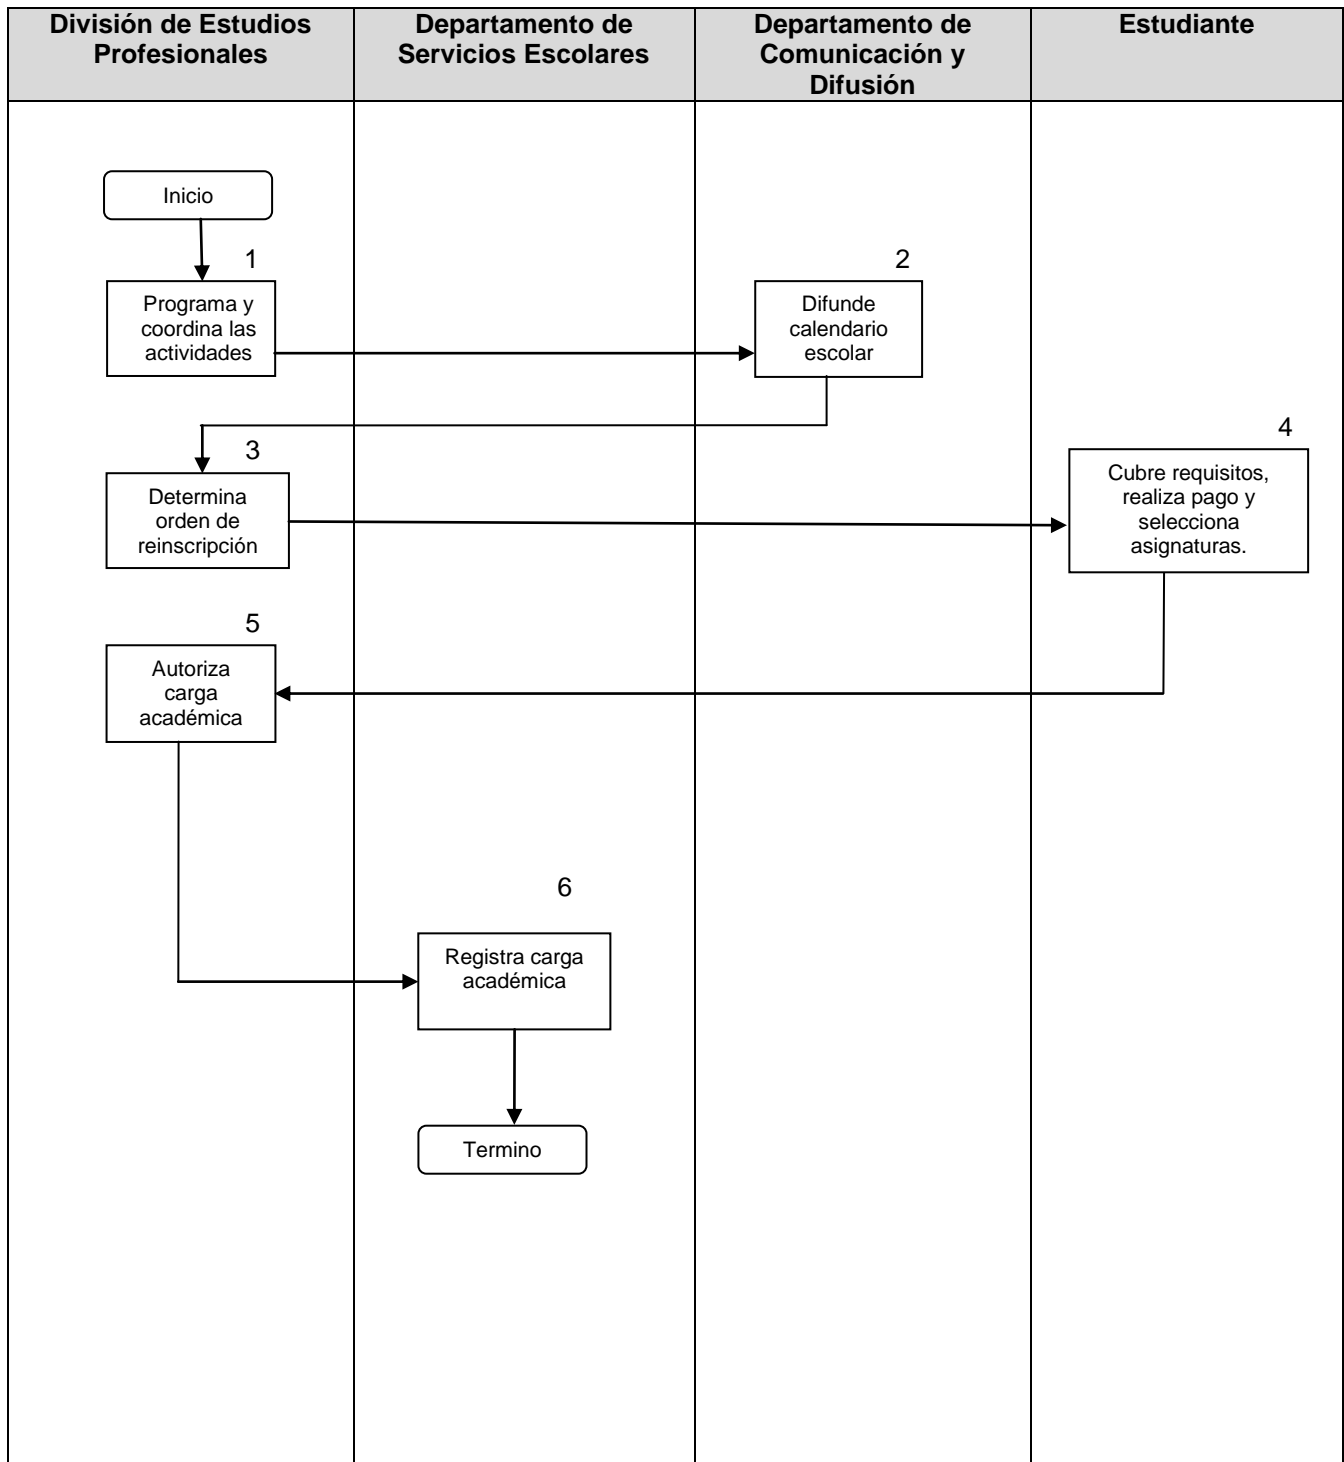 División de Estudios
Profesionales
Departamento de
Servicios Escolares
Departamento de
Comunicación y
Difusión
Estudiante
Inicio
1
Programa y
coordina las
actividades
2
Difunde
calendario
escolar
3
Determina
orden de
reinscripción
4
Cubre requisitos,
realiza pago y
selecciona
asignaturas.
5
Autoriza
carga
académica
6
Registra carga
académica
Termino